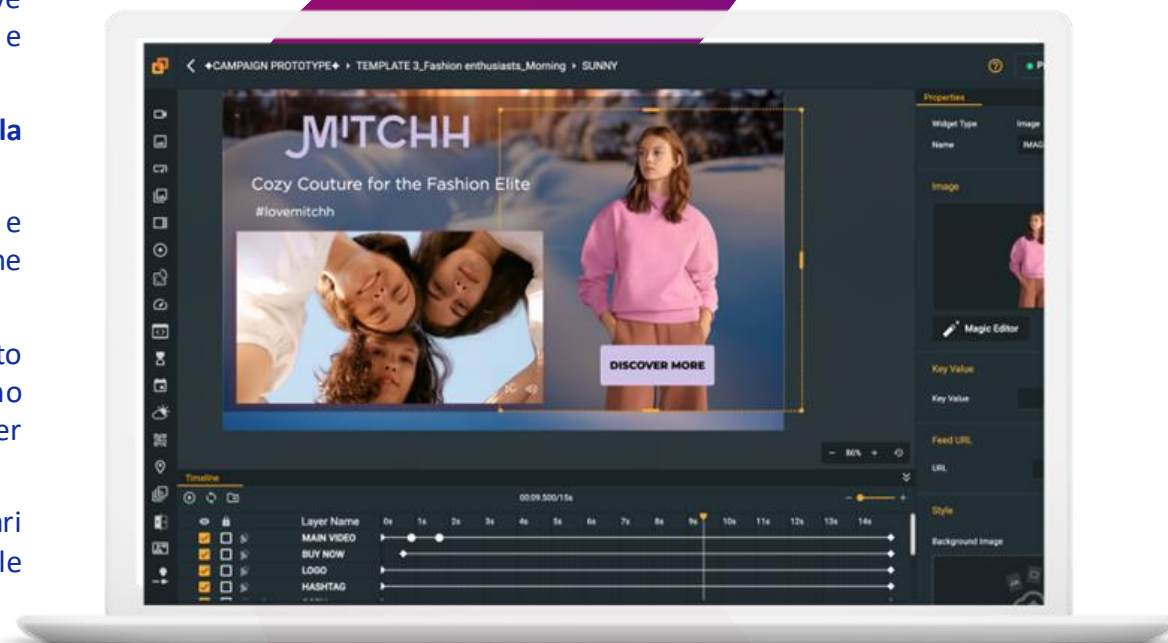 e
la
e
ne
to
no
er
ri
le
✦CAMPAIGN PROTOTYPE✦ › TEMPLATE 3_Fashion enthusiasts_Morning › SUNNY
MITCHH
Cozy Couture for the Fashion Elite
#lovemitchh
DISCOVER MORE
Properties
Widget Type Image
Name IMAG
Image
Magic Editor
Key Value
Key Value
Feed URL
URL
Style
Background Image
- 86% +
Timeline
00:09.500/15s
Layer Name 0s 1s 2s 3s 4s 5s 6s 7s 8s 9s 10s 11s 12s 13s 14s
MAIN VIDEO
BUY NOW
LOGO
HASHTAG